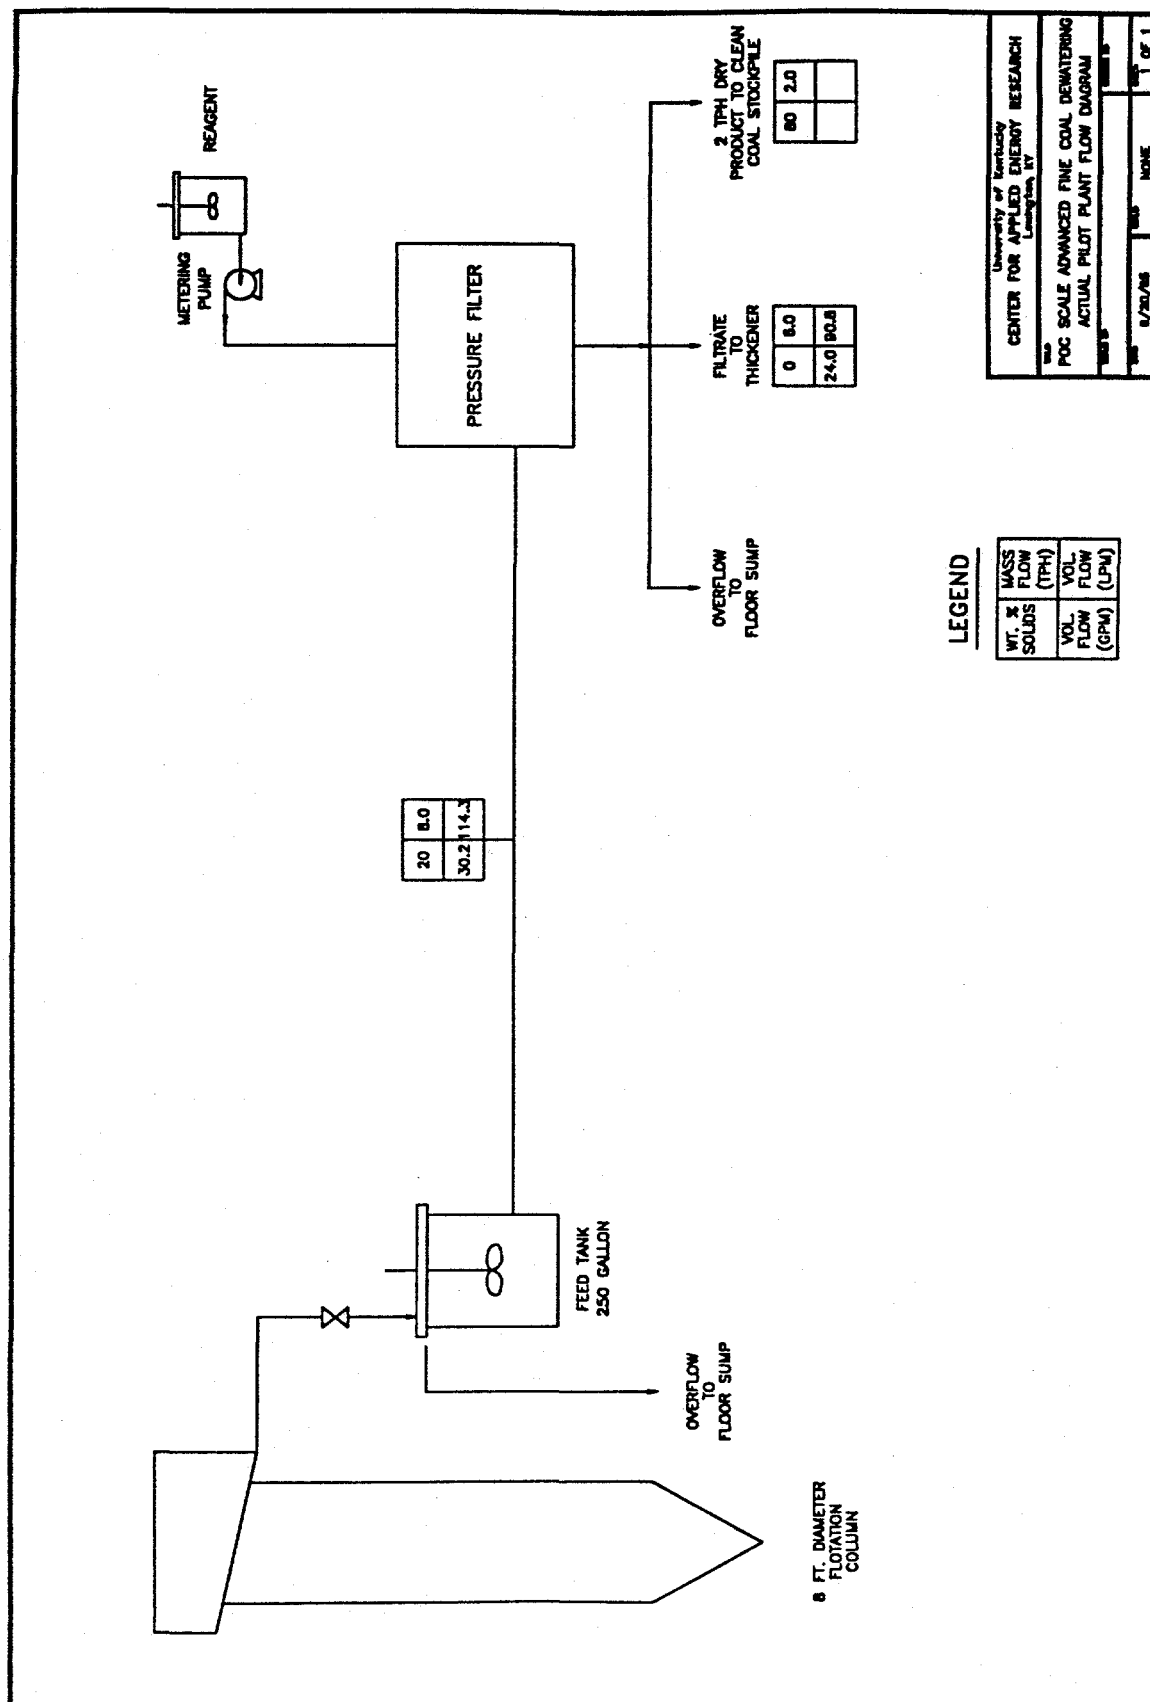 REAGENT
METERING
PUMP
PRESSURE FILTER
2 TPH DRY
PRODUCT TO CLEAN
COAL STOCKPILE
80 2.0
FILTRATE
TO
THICKENER
0 6.0
24.0 90.8
OVERFLOW
TO
FLOOR SUMP
20 8.0
30.2 114.3
FEED TANK
250 GALLON
OVERFLOW
TO
FLOOR SUMP
8 FT. DIAMETER
FLOTATION
COLUMN
LEGEND
WT. %
SOLIDS
MASS
FLOW
(TPH)
VOL.
FLOW
(GPM)
VOL.
FLOW
(LPM)
University of Kentucky
CENTER FOR APPLIED ENERGY RESEARCH
Lexington, KY
POC SCALE ADVANCED FINE COAL DEWATERING
ACTUAL PILOT PLANT FLOW DIAGRAM
NONE
1 OF 1